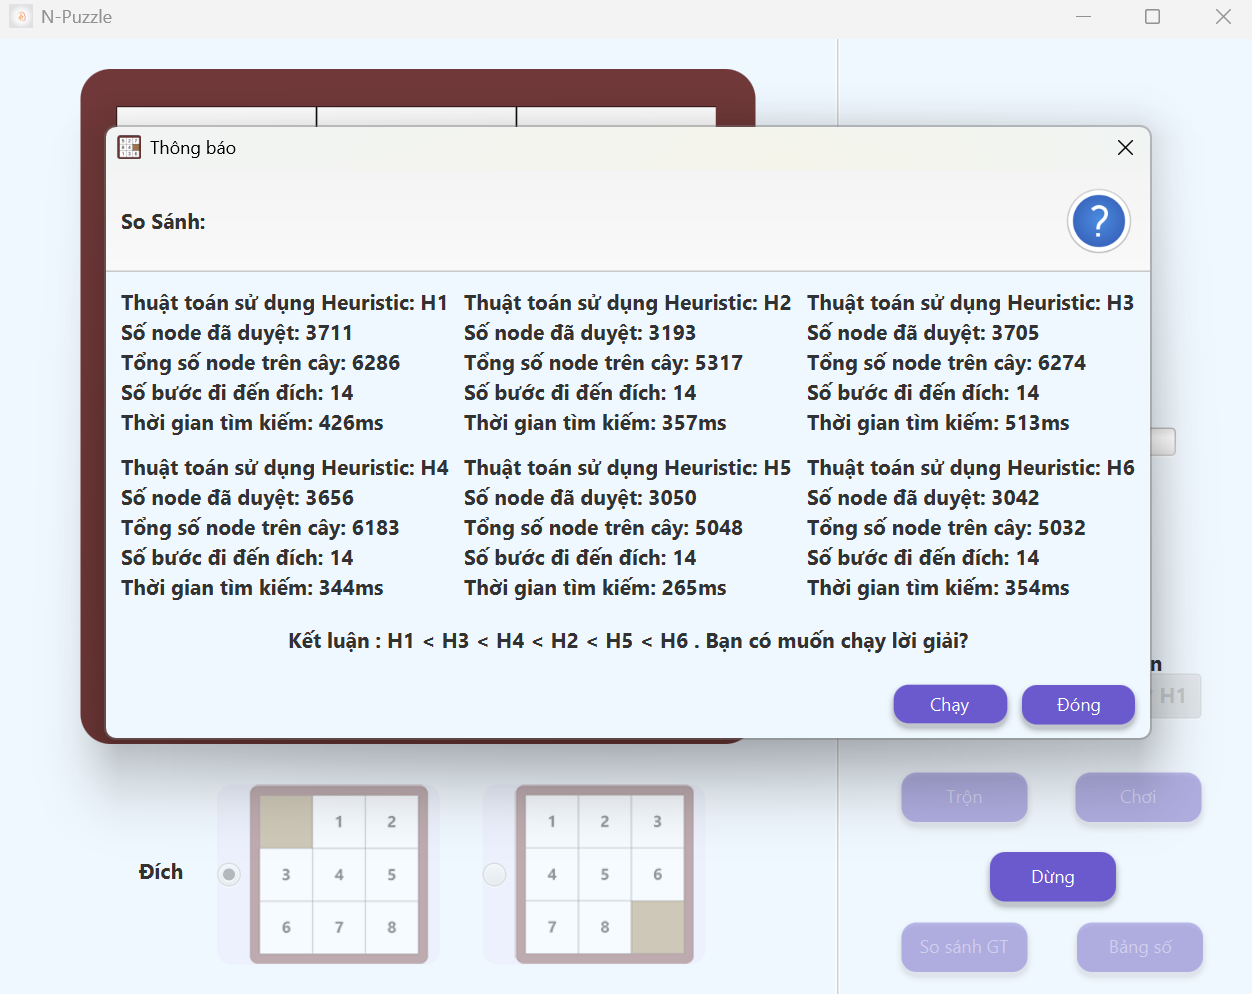 N-Puzzle
Thông báo
So Sánh:
Thuật toán sử dụng Heuristic: H1
Số node đã duyệt: 3711
Tổng số node trên cây: 6286
Số bước đi đến đích: 14
Thời gian tìm kiếm: 426ms
Thuật toán sử dụng Heuristic: H2
Số node đã duyệt: 3193
Tổng số node trên cây: 5317
Số bước đi đến đích: 14
Thời gian tìm kiếm: 357ms
Thuật toán sử dụng Heuristic: H3
Số node đã duyệt: 3705
Tổng số node trên cây: 6274
Số bước đi đến đích: 14
Thời gian tìm kiếm: 513ms
Thuật toán sử dụng Heuristic: H4
Số node đã duyệt: 3656
Tổng số node trên cây: 6183
Số bước đi đến đích: 14
Thời gian tìm kiếm: 344ms
Thuật toán sử dụng Heuristic: H5
Số node đã duyệt: 3050
Tổng số node trên cây: 5048
Số bước đi đến đích: 14
Thời gian tìm kiếm: 265ms
Thuật toán sử dụng Heuristic: H6
Số node đã duyệt: 3042
Tổng số node trên cây: 5032
Số bước đi đến đích: 14
Thời gian tìm kiếm: 354ms
Kết luận : H1 < H3 < H4 < H2 < H5 < H6 . Bạn có muốn chạy lời giải?
Chạy
Đóng
n
H1
Trộn
Chơi
Dừng
So sánh GT
Bảng số
Đích
1 2
3 4 5
6 7 8
1 2 3
4 5 6
7 8